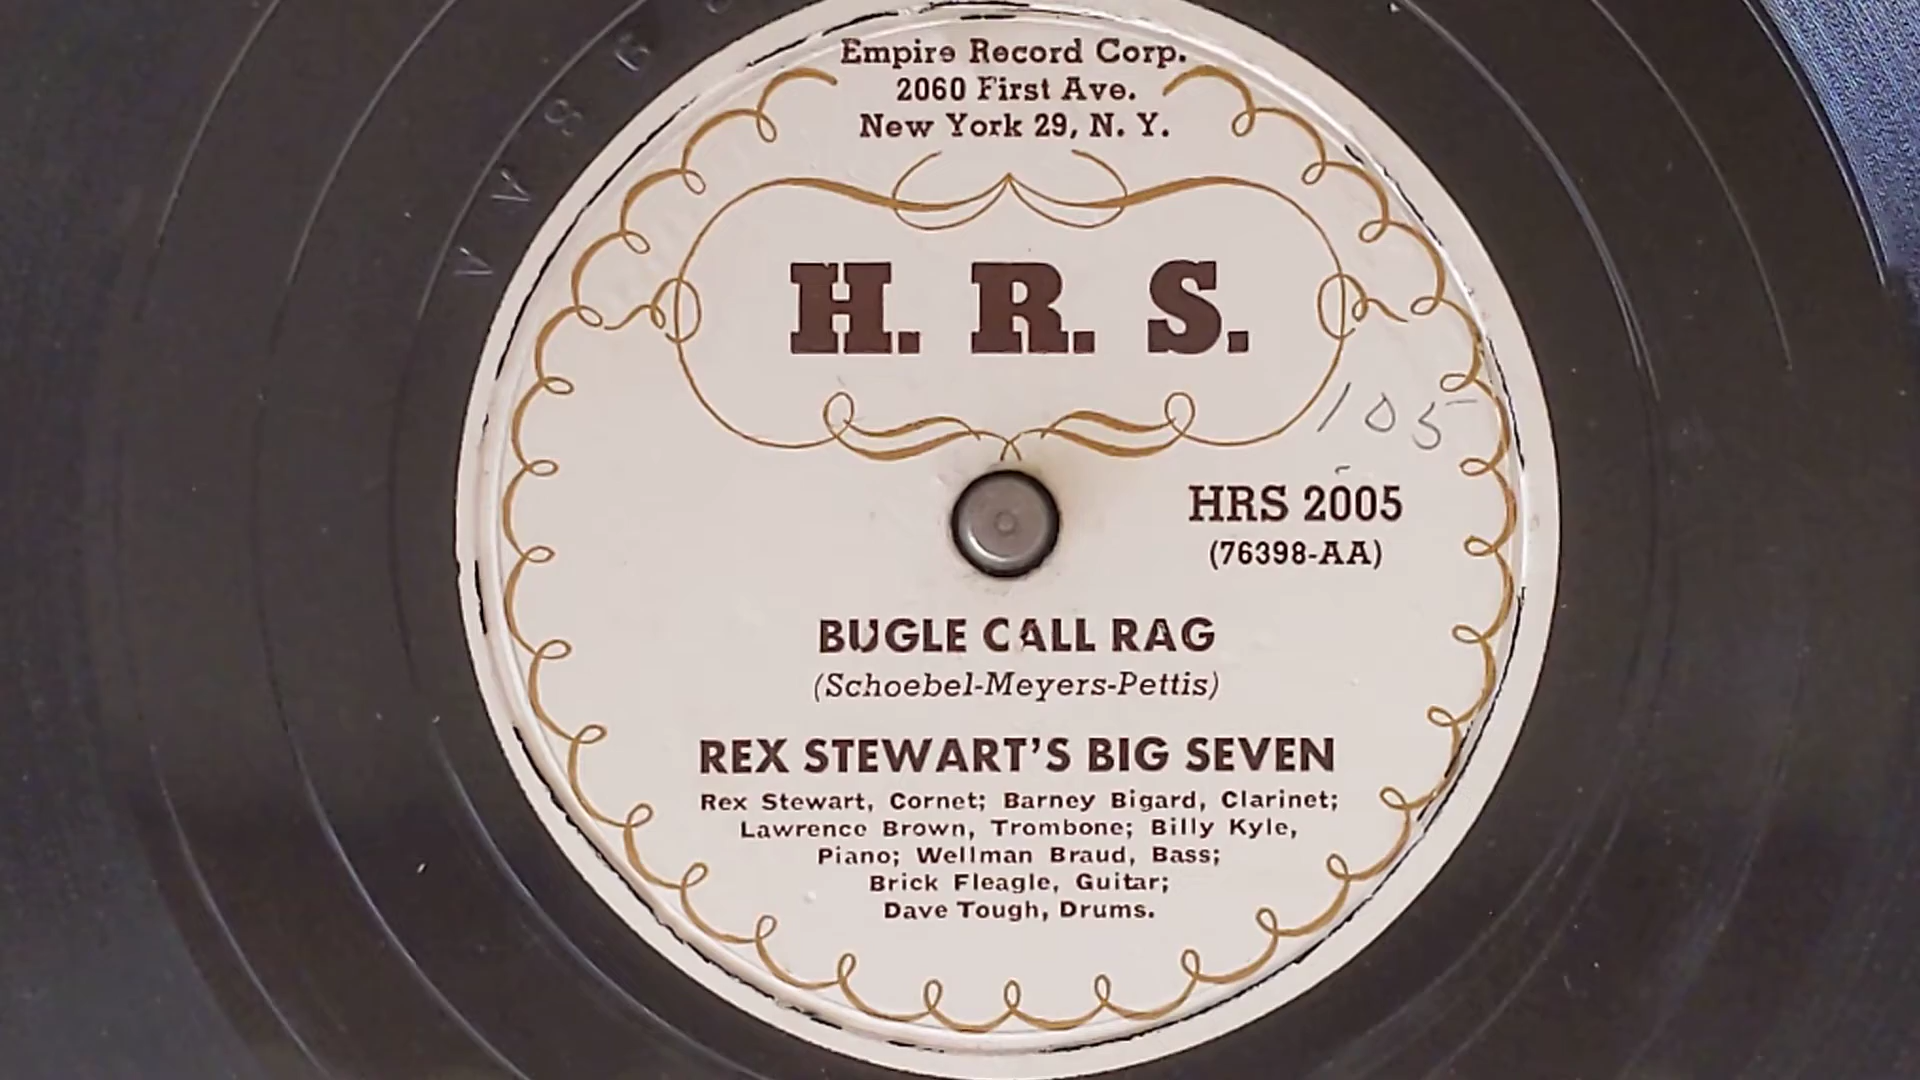 Empire Record Corp.
2060 First Ave.
New York 29, N. Y.
H. R. S.
105
HRS 2005
(76398-AA)
BUGLE CALL RAG
(Schoebel-Meyers-Pettis)
REX STEWART'S BIG SEVEN
Rex Stewart, Cornet; Barney Bigard, Clarinet;
Lawrence Brown, Trombone; Billy Kyle,
Piano; Wellman Braud, Bass;
Brick Fleagle, Guitar;
Dave Tough, Drums.